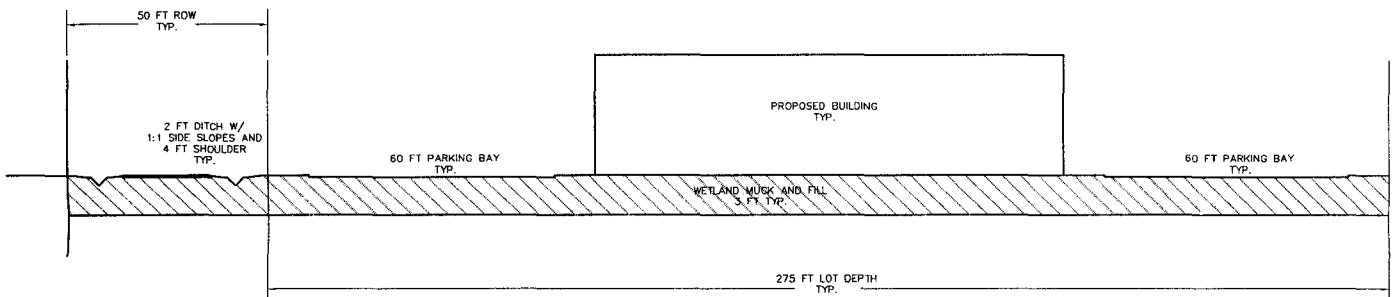 50 FT ROW
TYP.
PROPOSED BUILDING
TYP.
2 FT DITCH W/
1:1 SIDE SLOPES AND
4 FT SHOULDER
TYP.
60 FT PARKING BAY
TYP.
60 FT PARKING BAY
TYP.
WETLAND MUCK AND FILL
3 FT TYP.
275 FT LOT DEPTH
TYP.